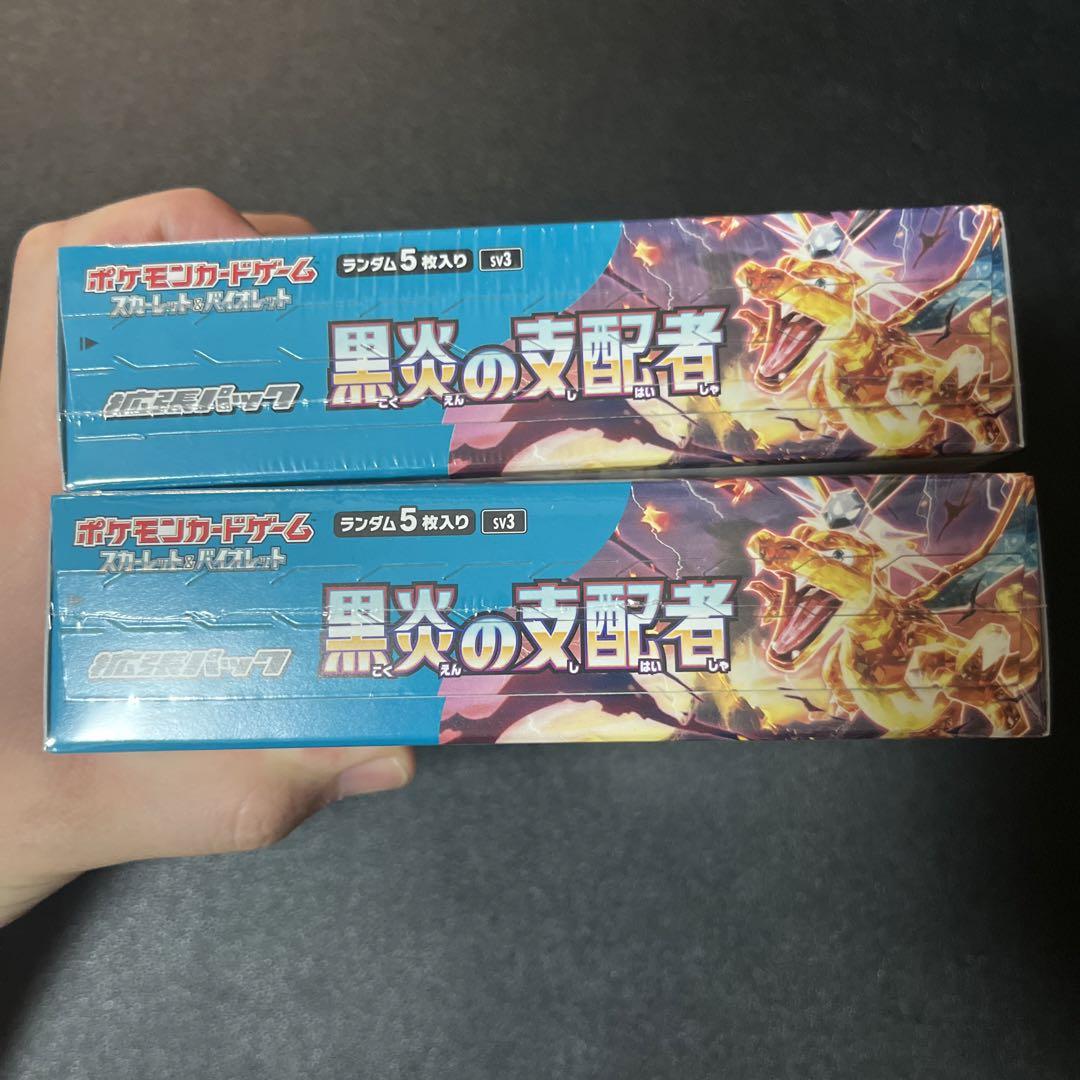 ポケモンカードゲーム
スカーレット&バイオレット
ランダム5枚入り SV3
拡張パック
黒炎の支配者
こく えん し はい しゃ
ポケモンカードゲーム
スカーレット&バイオレット
ランダム5枚入り SV3
拡張パック
黒炎の支配者
こく えん し はい しゃ